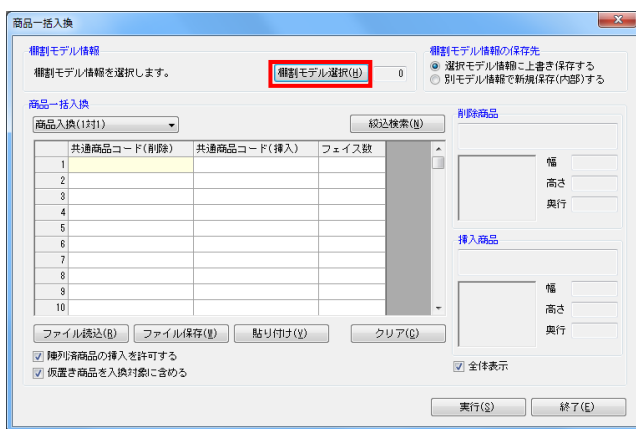 商品一括入換
棚割モデル情報
棚割モデル情報を選択します。
棚割モデル選択(H)
0
棚割モデル情報の保存先
選択モデル情報に上書き保存する
別モデル情報で新規保存(内部)する
商品一括入換
商品入換(1対1)
絞込検索(N)
共通商品コード(削除) 共通商品コード(挿入) フェイス数
1
2
3
4
5
6
7
8
9
10
ファイル読込(R) ファイル保存(W) 貼り付け(Y) クリア(C)
陳列済商品の挿入を許可する
仮置き商品を入換対象に含める
削除商品
幅
高さ
奥行
挿入商品
幅
高さ
奥行
全体表示
実行(S) 終了(E)